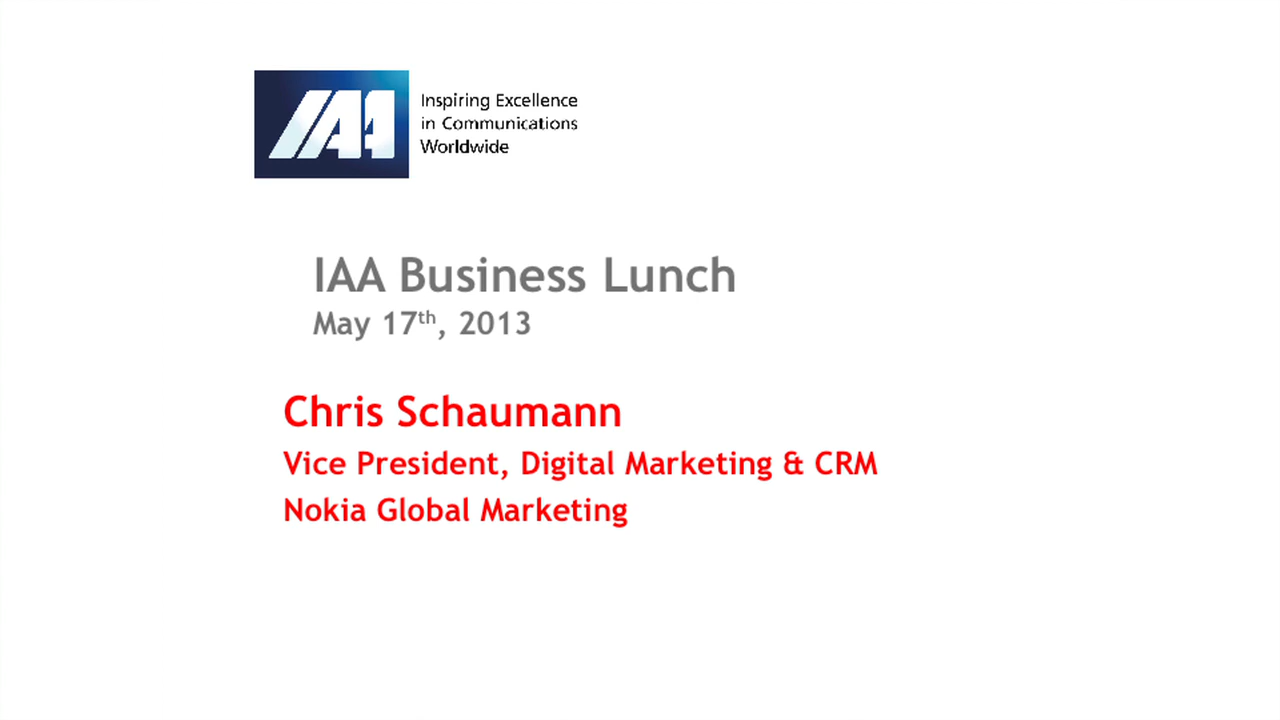 IAA
Inspiring Excellence
in Communications
Worldwide
IAA Business Lunch
May 17th, 2013
Chris Schaumann
Vice President, Digital Marketing & CRM
Nokia Global Marketing